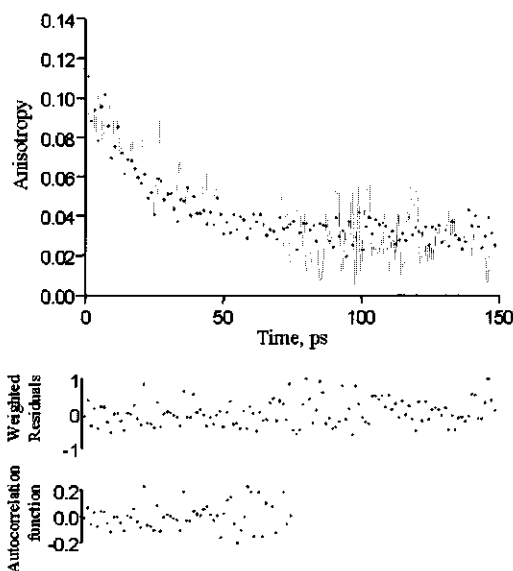 0.14
0.12
0.10
0.08
0.06
0.04
0.02
0.00
Anisotropy
0 50 100 150
Time, ps
1
0
-1
Weighted
Residuals
0.2
0.0
-0.2
Autocorrelation
function